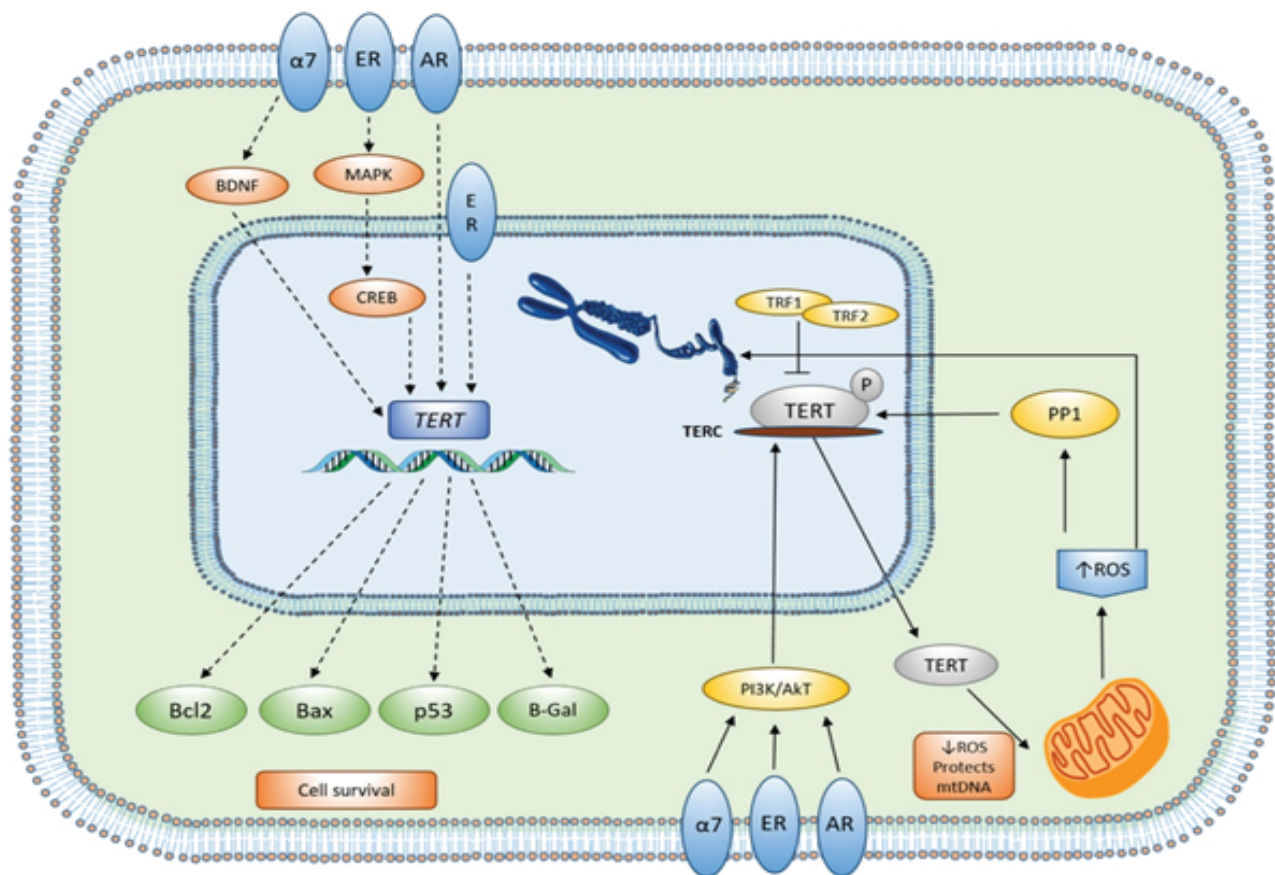 α7
ER
AR
BDNF
MAPK
E
R
CREB
TRF1
TRF2
P
TERT
TERT
TERC
PP1
↑ROS
TERT
PI3K/AkT
Bcl2
Bax
p53
B-Gal
↓ROS
Protects
mtDNA
Cell survival
α7
ER
AR